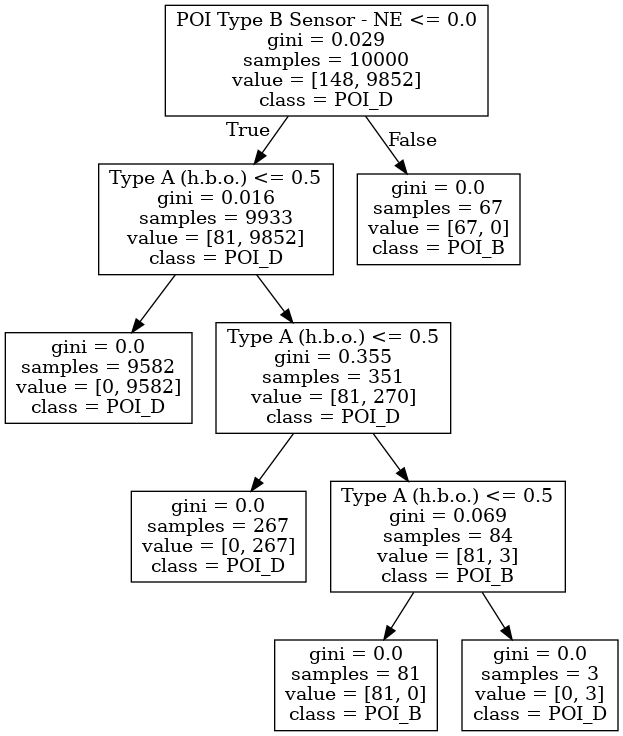 POI Type B Sensor - NE <= 0.0
gini = 0.029
samples = 10000
value = [148, 9852]
class = POI_D
True
False
Type A (h.b.o.) <= 0.5
gini = 0.016
samples = 9933
value = [81, 9852]
class = POI_D
gini = 0.0
samples = 67
value = [67, 0]
class = POI_B
gini = 0.0
samples = 9582
value = [0, 9582]
class = POI_D
Type A (h.b.o.) <= 0.5
gini = 0.355
samples = 351
value = [81, 270]
class = POI_D
gini = 0.0
samples = 267
value = [0, 267]
class = POI_D
Type A (h.b.o.) <= 0.5
gini = 0.069
samples = 84
value = [81, 3]
class = POI_B
gini = 0.0
samples = 81
value = [81, 0]
class = POI_B
gini = 0.0
samples = 3
value = [0, 3]
class = POI_D